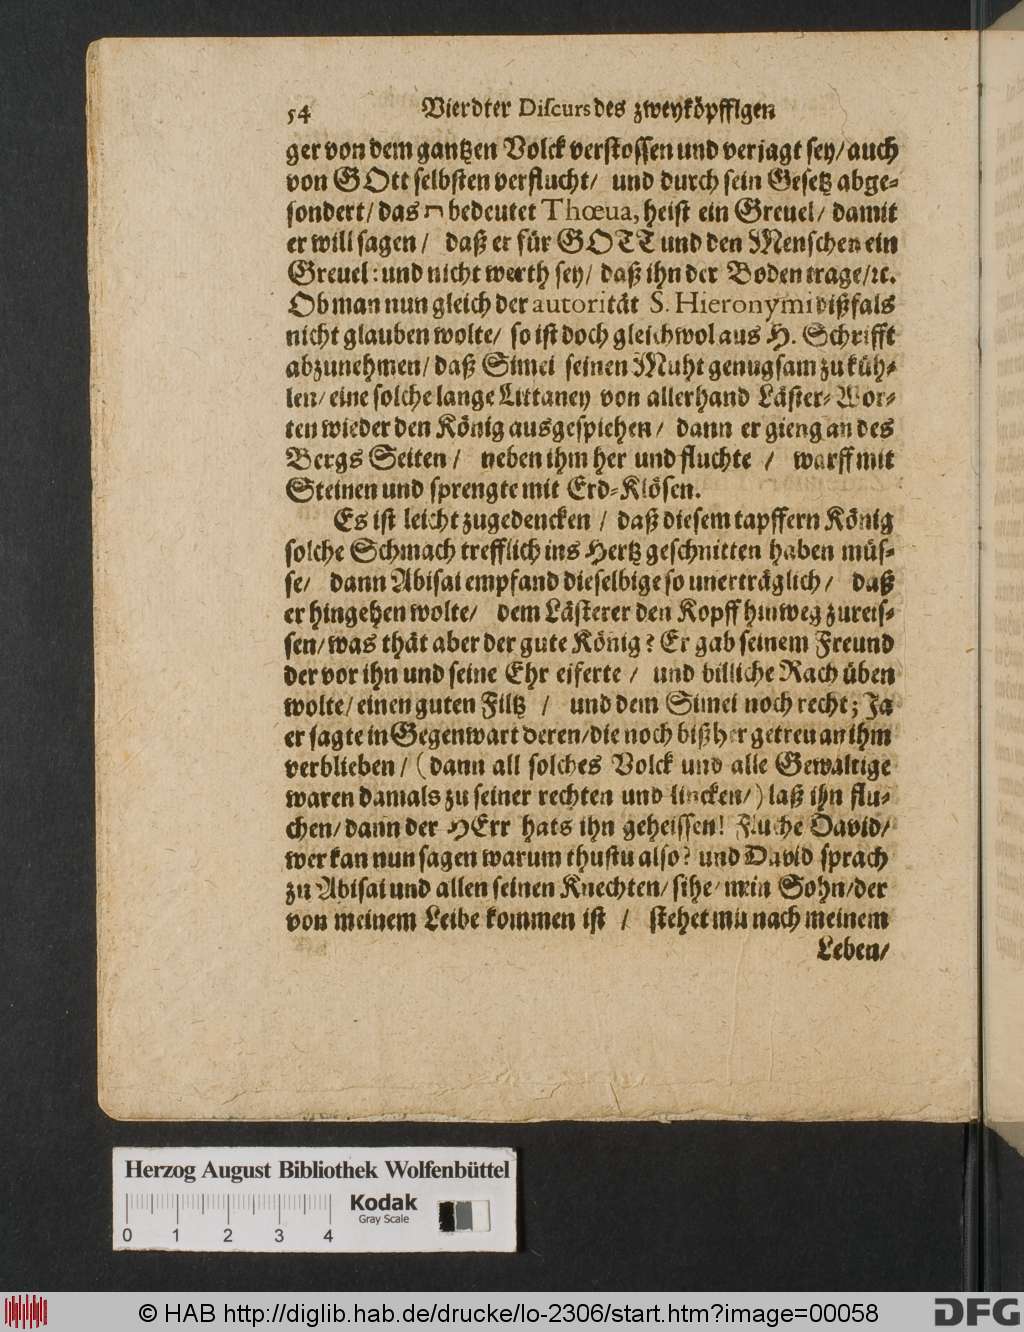 54 Vierdter Discurs des zweyköpffigen
ger von dem gantzen Volck verstossen und verjagt sey/ auch
von GOtt selbsten verflucht/ und durch sein Gesetz abge-
sondert/ das ת bedeutet Thœua, heist ein Greuel/ damit
er will sagen/ daß er für GOTT und den Menschen ein
Greuel: und nicht werth sey/ daß ihn der Boden trage/ ꝛc.
Ob man nun gleich der autorität S. Hieronymi dißfals
nicht glauben wolte/ so ist doch gleichwol aus H. Schrifft
abzunehmen/ daß Simei seinen Muht genugsam zu küh-
len/ eine solche lange Littaney von allerhand Läster-Wor-
ten wieder den König ausgespiehen/ dann er gieng an des
Bergs Seiten/ neben ihm her und fluchte/ warff mit
Steinen und sprengte mit Erd-Klösen.
Es ist leicht zugedencken/ daß diesem tapffern König
solche Schmach trefflich ins Hertz geschnitten haben müs-
se/ dann Abisai empfand dieselbige so unerträglich/ daß
er hingehen wolte/ dem Lästerer den Kopff hinweg zureis-
sen/ was thät aber der gute König? Er gab seinem Freund
der vor ihn und seine Ehr eiferte/ und billiche Rach üben
wolte/ einen guten Filtz/ und dem Simei noch recht; Ja
er sagte in Gegenwart deren/ die noch bißher getreu an ihm
verblieben/ (dann all solches Volck und alle Gewaltige
waren damals zu seiner rechten und lincken/) laß ihn flu-
chen/ dann der HErr hats ihn geheissen! Fluche David/
wer kan nun sagen warum thustu also? und David sprach
zu Abisai und allen seinen Knechten/ sihe/ mein Sohn/ der
von meinem Leibe kommen ist/ stehet mir nach meinem
Leben/
Herzog August Bibliothek Wolfenbüttel
0 1 2 3 4
Kodak
Gray Scale
© HAB http://diglib.hab.de/drucke/lo-2306/start.htm?image=00058
DFG